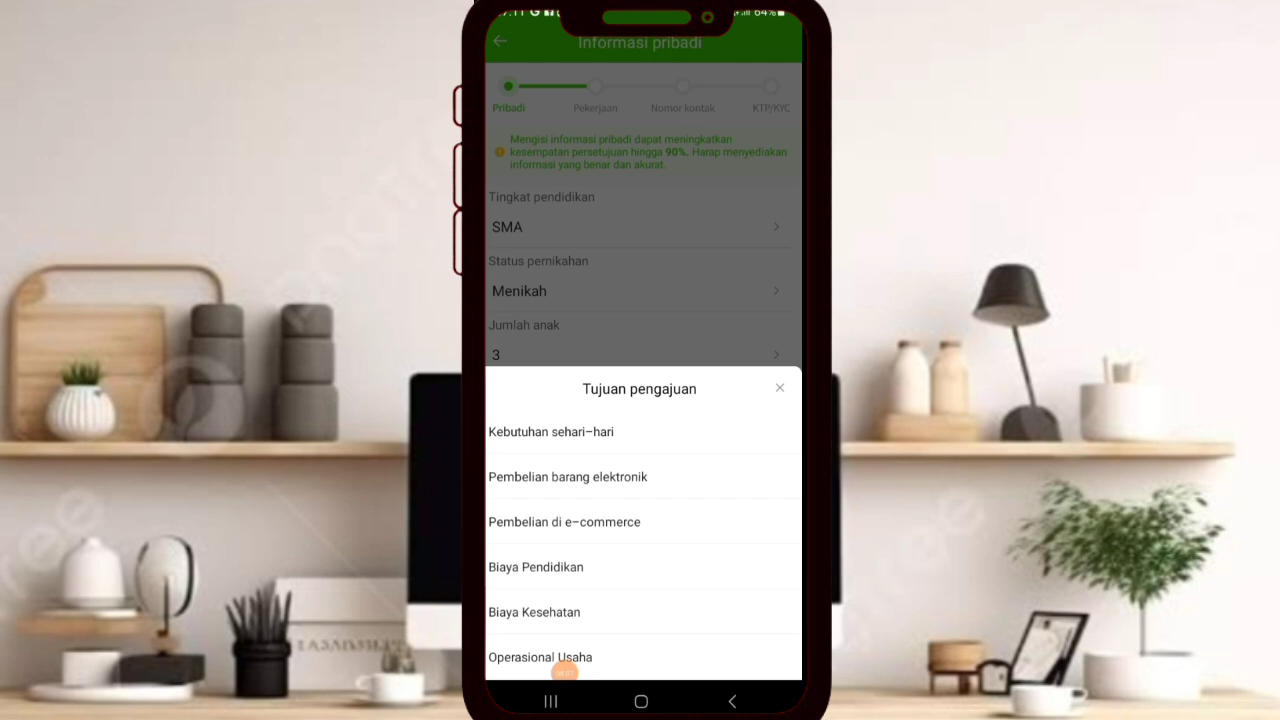 64%
Informasi pribadi
Pribadi
Pekerjaan
Nomor kontak
KTP/KYC
Mengisi informasi pribadi dapat meningkatkan
kesempatan persetujuan hingga 90%. Harap menyediakan
informasi yang benar dan akurat.
Tingkat pendidikan
SMA
Status pernikahan
Menikah
Jumlah anak
3
Tujuan pengajuan
Kebutuhan sehari-hari
Pembelian barang elektronik
Pembelian di e-commerce
Biaya Pendidikan
Biaya Kesehatan
Operasional Usaha